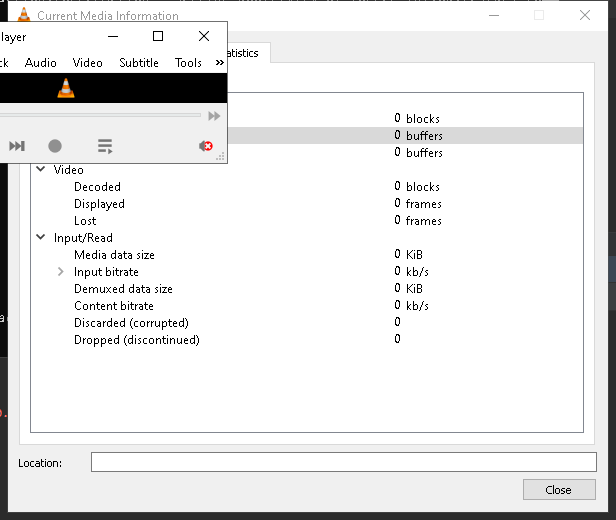 Current Media Information
layer
Audio Video Subtitle Tools »
atistics
0 blocks
0 buffers
0 buffers
Video
Decoded 0 blocks
Displayed 0 frames
Lost 0 frames
Input/Read
Media data size 0 KiB
Input bitrate 0 kb/s
Demuxed data size 0 KiB
Content bitrate 0 kb/s
Discarded (corrupted) 0
Dropped (discontinued) 0
Location:
Close